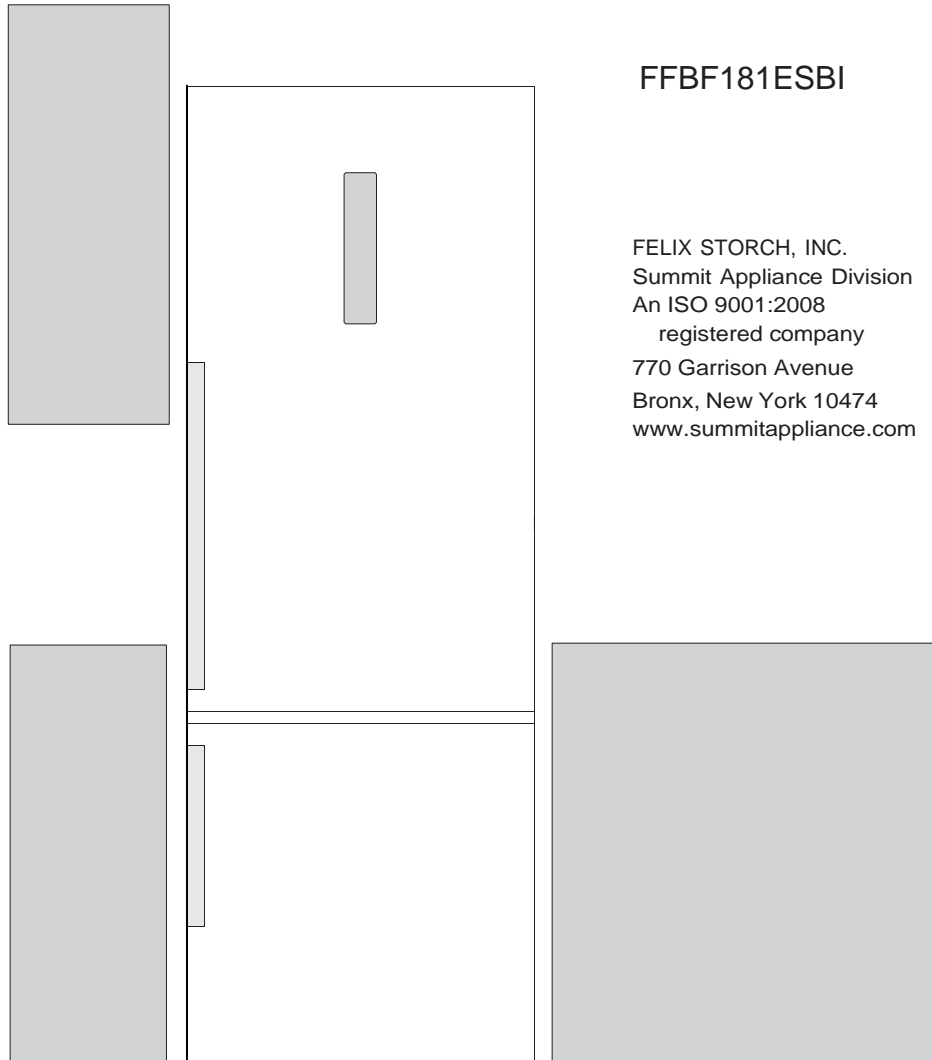 FFBF181ESBI
FELIX STORCH, INC.
Summit Appliance Division
An ISO 9001:2008
registered company
770 Garrison Avenue
Bronx, New York 10474
www.summitappliance.com